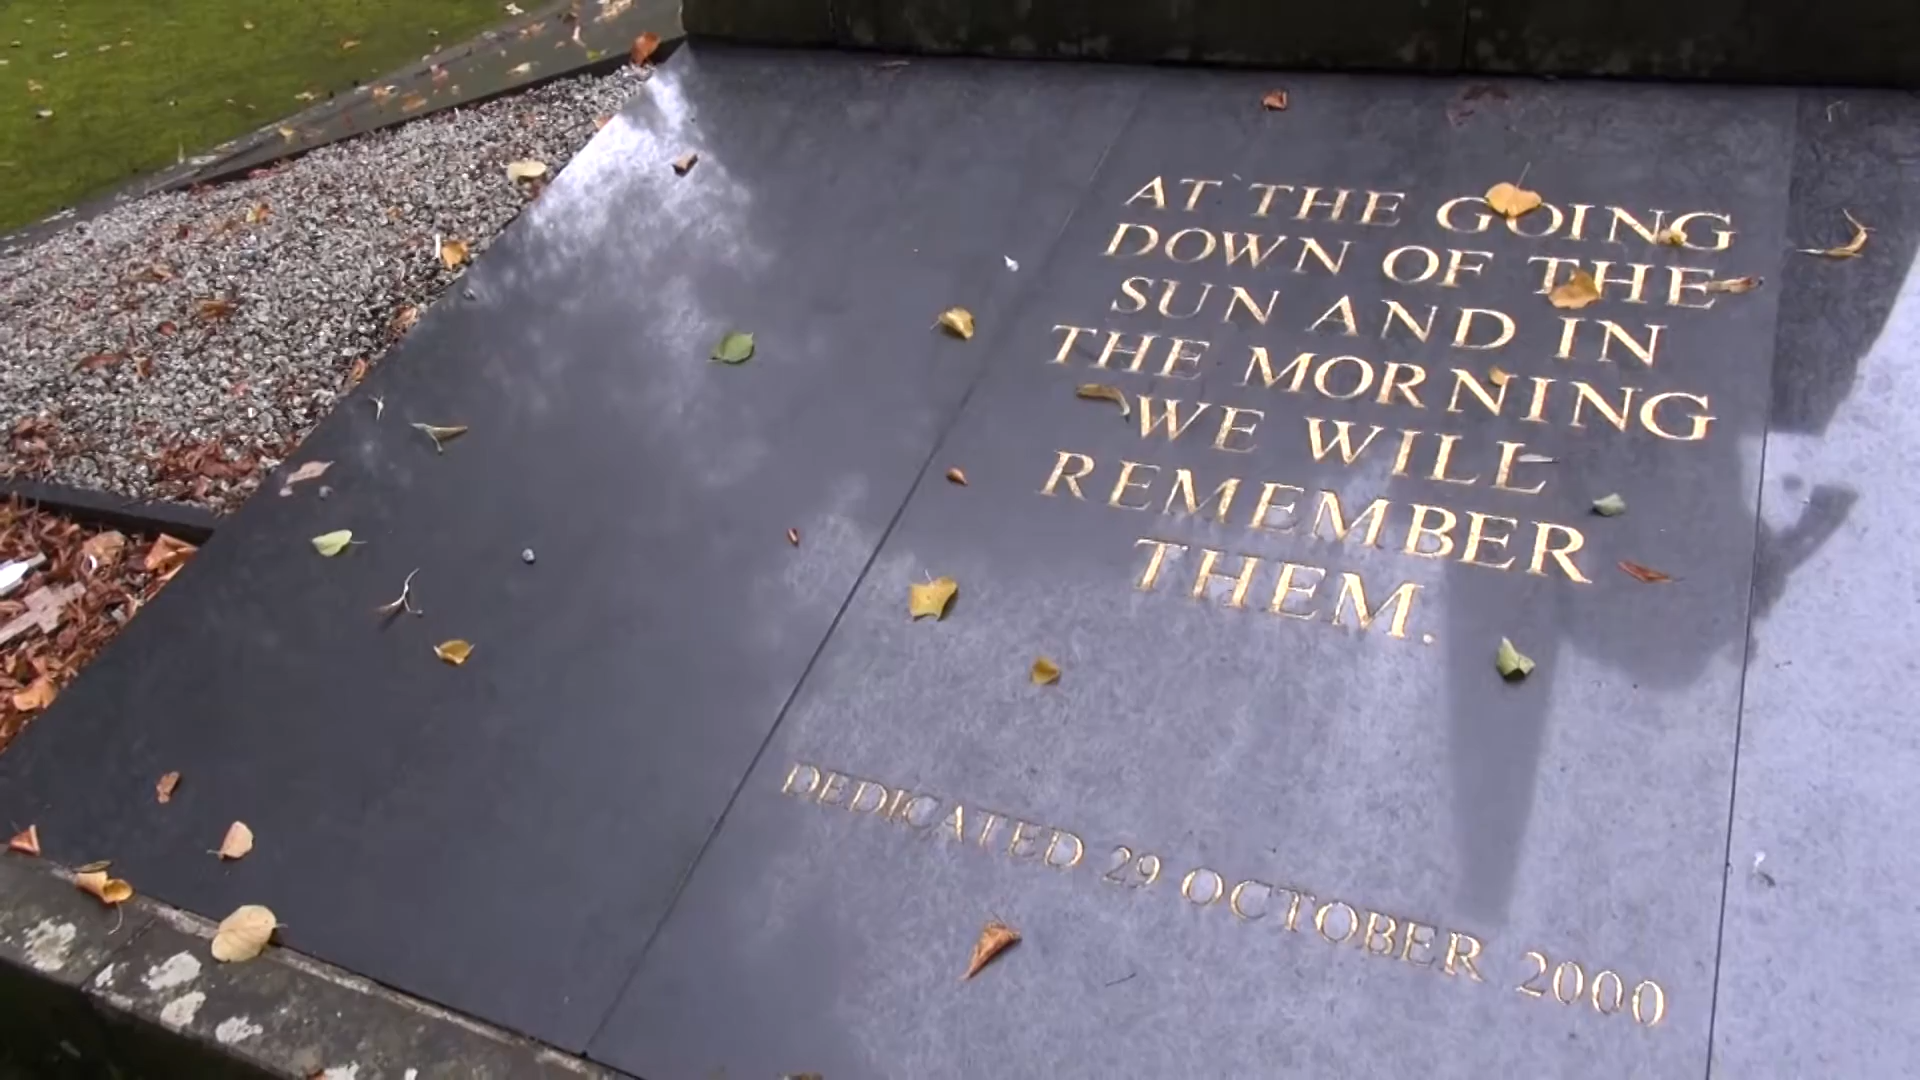 AT THE GOING
DOWN OF THE
SUN AND IN
THE MORNING
WE WILL
REMEMBER
THEM.
DEDICATED 29 OCTOBER 2000